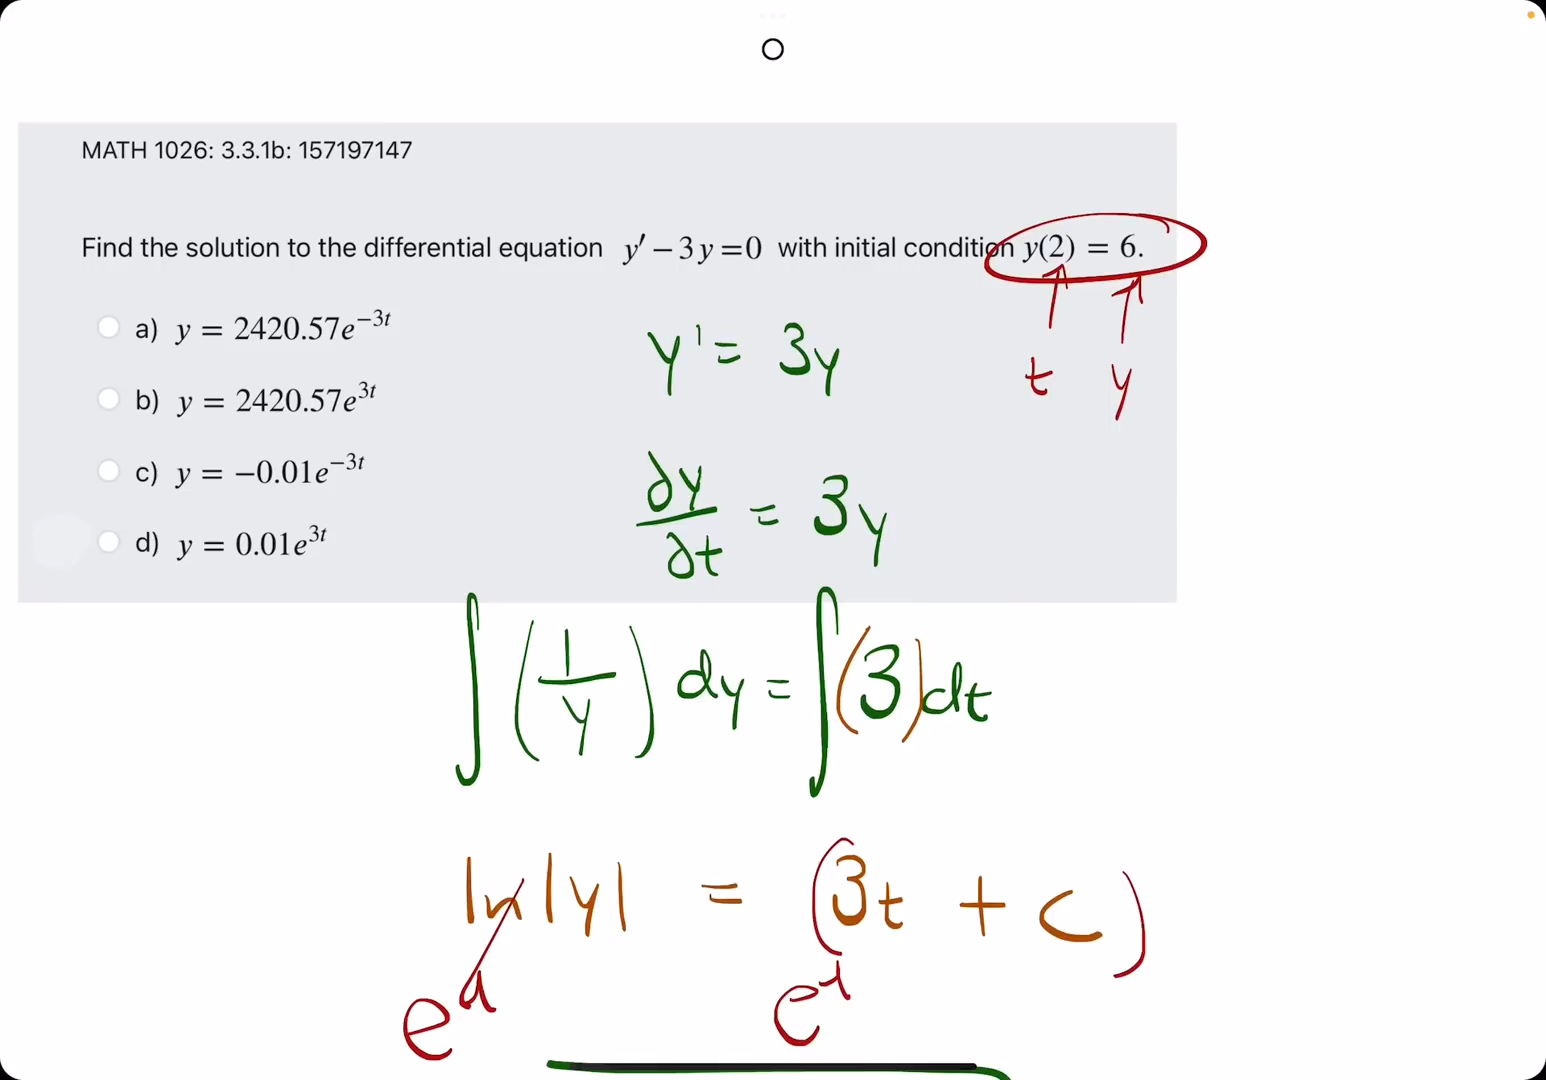 MATH 1026: 3.3.1b: 157197147
Find the solution to the differential equation y′ – 3y = 0 with initial condition y(2) = 6.
a) y = 2420.57e^{−3t}
b) y = 2420.57e^{3t}
c) y = −0.01e^{−3t}
d) y = 0.01e^{3t}
t y
y' = 3y
∂y/∂t = 3y
∫(1/y) dy = ∫(3)dt
ln|y| = (3t + c)
e e